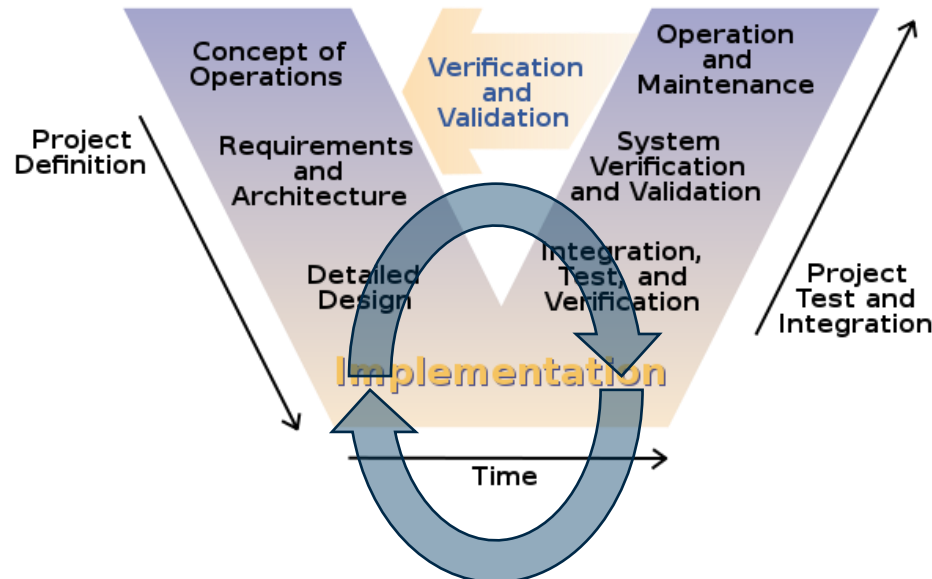 Concept of
Operations
Verification
and
Validation
Operation
and
Maintenance
Project
Definition
Requirements
and
Architecture
System
Verification
and Validation
Detailed
Design
Integration,
Test, and
Verification
Project
Test and
Integration
Implementation
Time